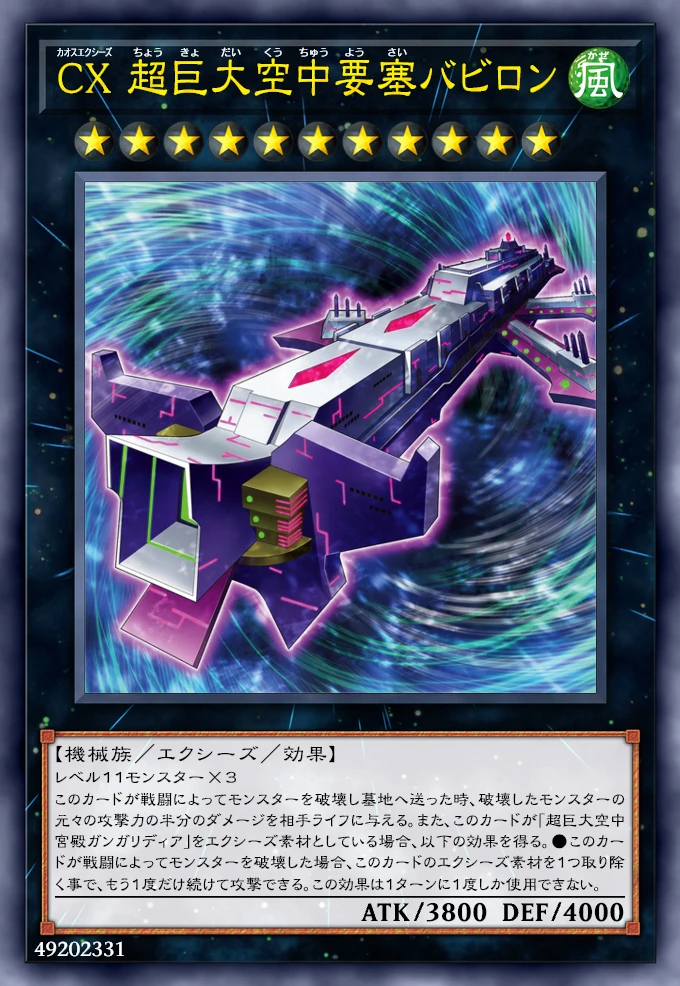 カオスエクシーズ ちょう きょ だい くう ちゅう よう さい
CX 超巨大空中要塞バビロン
かぜ
風
【機械族／エクシーズ／効果】
レベル11モンスター×3
このカードが戦闘によってモンスターを破壊し墓地へ送った時、破壊したモンスターの
元々の攻撃力の半分のダメージを相手ライフに与える。また、このカードが「超巨大空中
宮殿ガンガリディア」をエクシーズ素材としている場合、以下の効果を得る。●このカー
ドが戦闘によってモンスターを破壊した場合、このカードのエクシーズ素材を1つ取り除
く事で、もう1度だけ続けて攻撃できる。この効果は1ターンに1度しか使用できない。
ATK/3800 DEF/4000
49202331